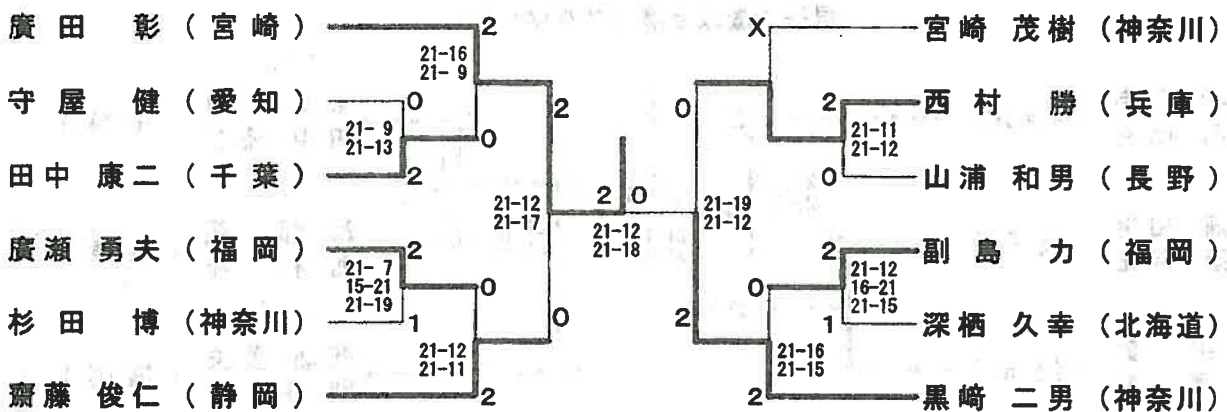 廣田 彰 (宮崎) 2 X 宮崎 茂樹 (神奈川)
21-16
21- 9
守屋 健 (愛知) 0 2 0 2 西村 勝 (兵庫)
21- 9 21-11
21-13 0 21-12
田中 康二 (千葉) 2 0 山浦 和男 (長野)
21-12 2 0 21-19
21-17 21-12 21-12
21-18
廣瀬 勇夫 (福岡) 2 2 副島 力 (福岡)
21- 7 21-12
15-21 0 0 16-21
21-19 21-15
杉田 博 (神奈川) 1 0 2 1 深栖 久幸 (北海道)
21-12 21-16
21-11 21-15
齋藤 俊仁 (静岡) 2 2 黒﨑 二男 (神奈川)